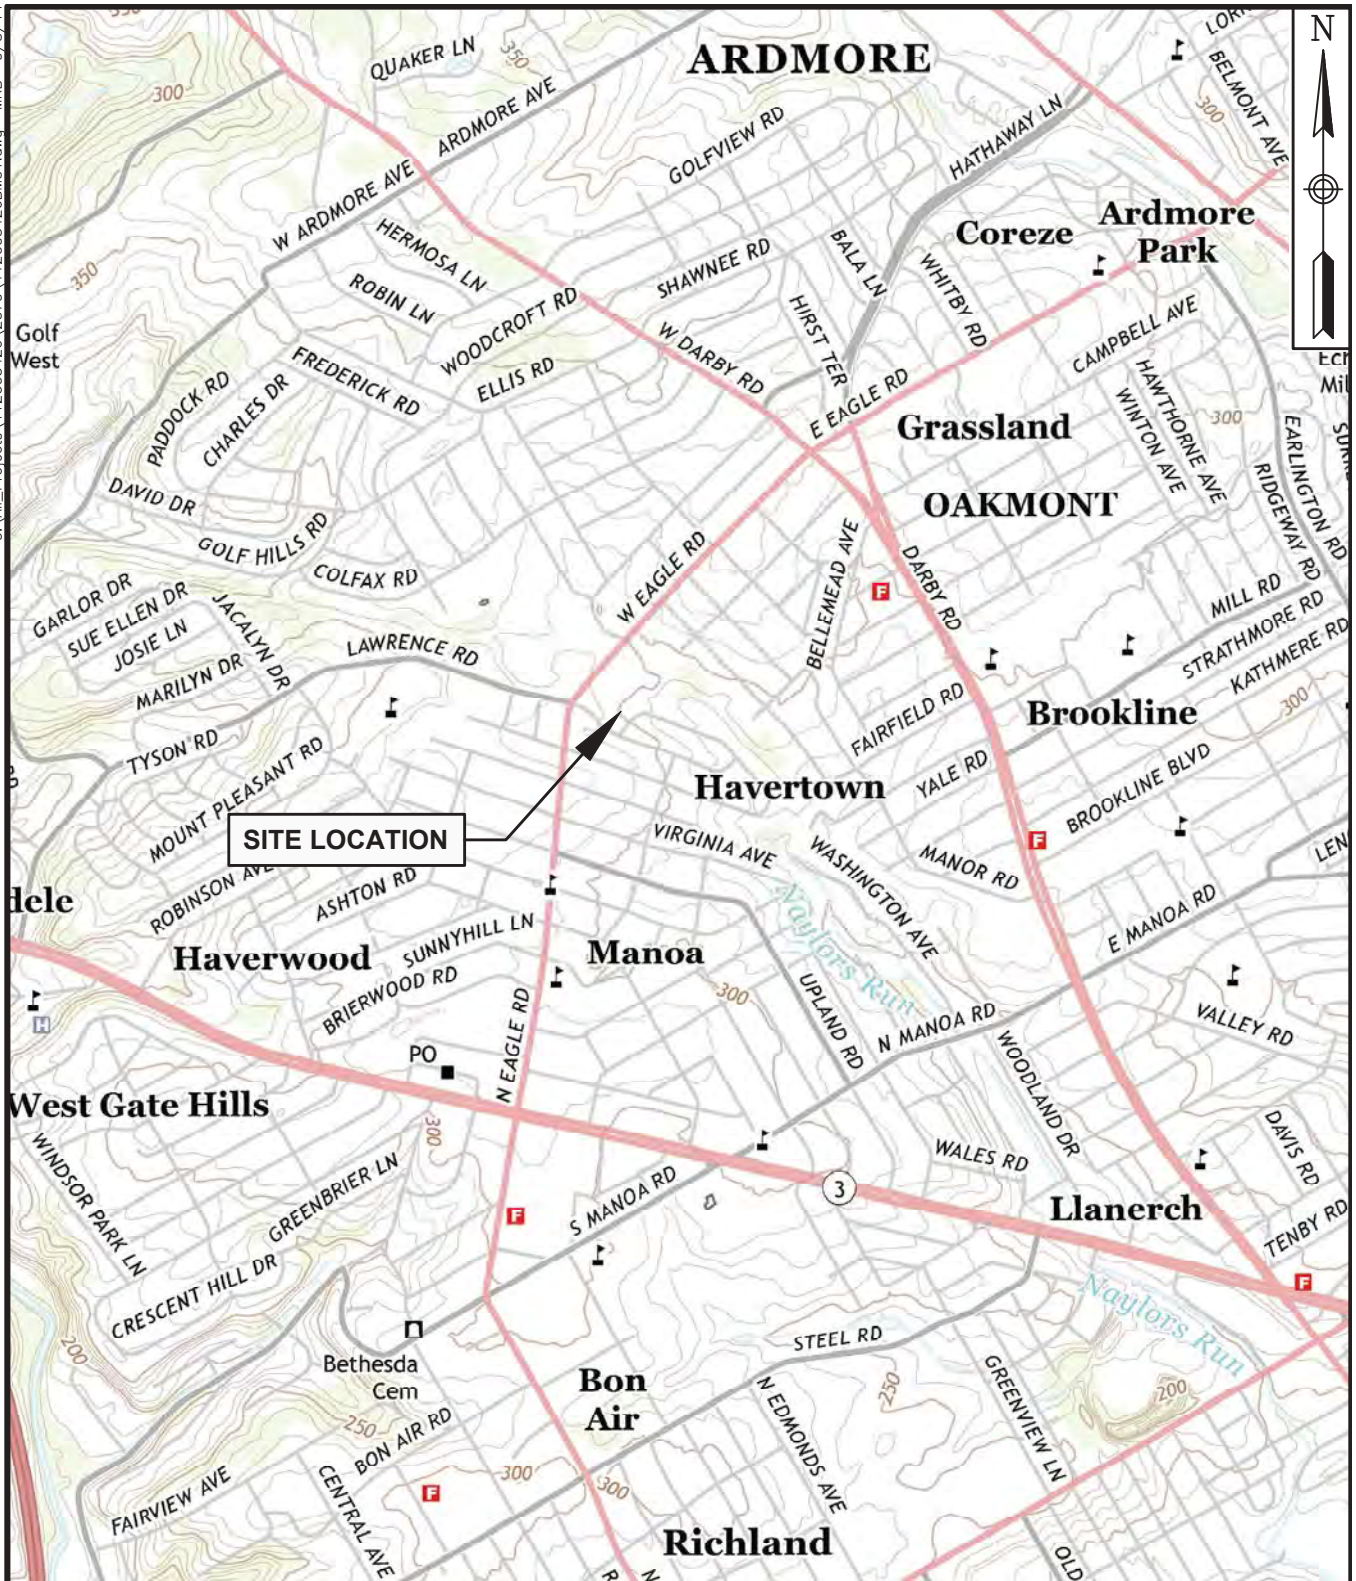 ARDMORE
N
QUAKER LN
350
BELMONT AVE
300
300
ARDMORE AVE
GOLFVIEW RD
HATHAWAY LN
W ARDMORE AVE
Coreze
Ardmore
Park
HERMOSA LN
SHAWNEE RD
BALA LN
WHITBY RD
350
ROBIN LN
WOODCROFT RD
HIRST TER
CAMPBELL AVE
Golf
West
W DARBY RD
FREDERICK RD
ELLIS RD
E EAGLE RD
HAWTHORNE AVE
WINTON AVE
PADDOCK RD
CHARLES DR
Grassland
300
EARLINGTON RD
RIDGEWAY RD
DAVID DR
OAKMONT
GOLF HILLS RD
COLFAX RD
W EAGLE RD
BELLEMEAD AVE
DARBY RD
F
GARLOR DR
SUE ELLEN DR
JOSIE LN
JACALYN DR
MILL RD
STRATHMORE RD
KATHMERE RD
LAWRENCE RD
MARILYN DR
300
FAIRFIELD RD
Brookline
TYSON RD
MOUNT PLEASANT RD
YALE RD
Havertown
BROOKLINE BLVD
SITE LOCATION
VIRGINIA AVE
WASHINGTON AVE
MANOR RD
F
ROBINSON AVE
ASHTON RD
Naylors Run
E MANOA RD
SUNNYHILL LN
Haverwood
Manoa
BRIERWOOD RD
300
UPLAND RD
N MANOA RD
VALLEY RD
H
N EAGLE RD
WOODLAND DR
PO
West Gate Hills
300
DAVIS RD
WINDSOR PARK LN
GREENBRIER LN
WALES RD
3
S MANOA RD
Llanerch
F
TENBY RD
CRESCENT HILL DR
F
Naylors Run
200
STEEL RD
Bethesda
Cem
Bon
Air
N EDMONDS AVE
250
GREENVIEW LN
200
250
BON AIR RD
300
300
FAIRVIEW AVE
CENTRAL AVE
F
Richland
OLD